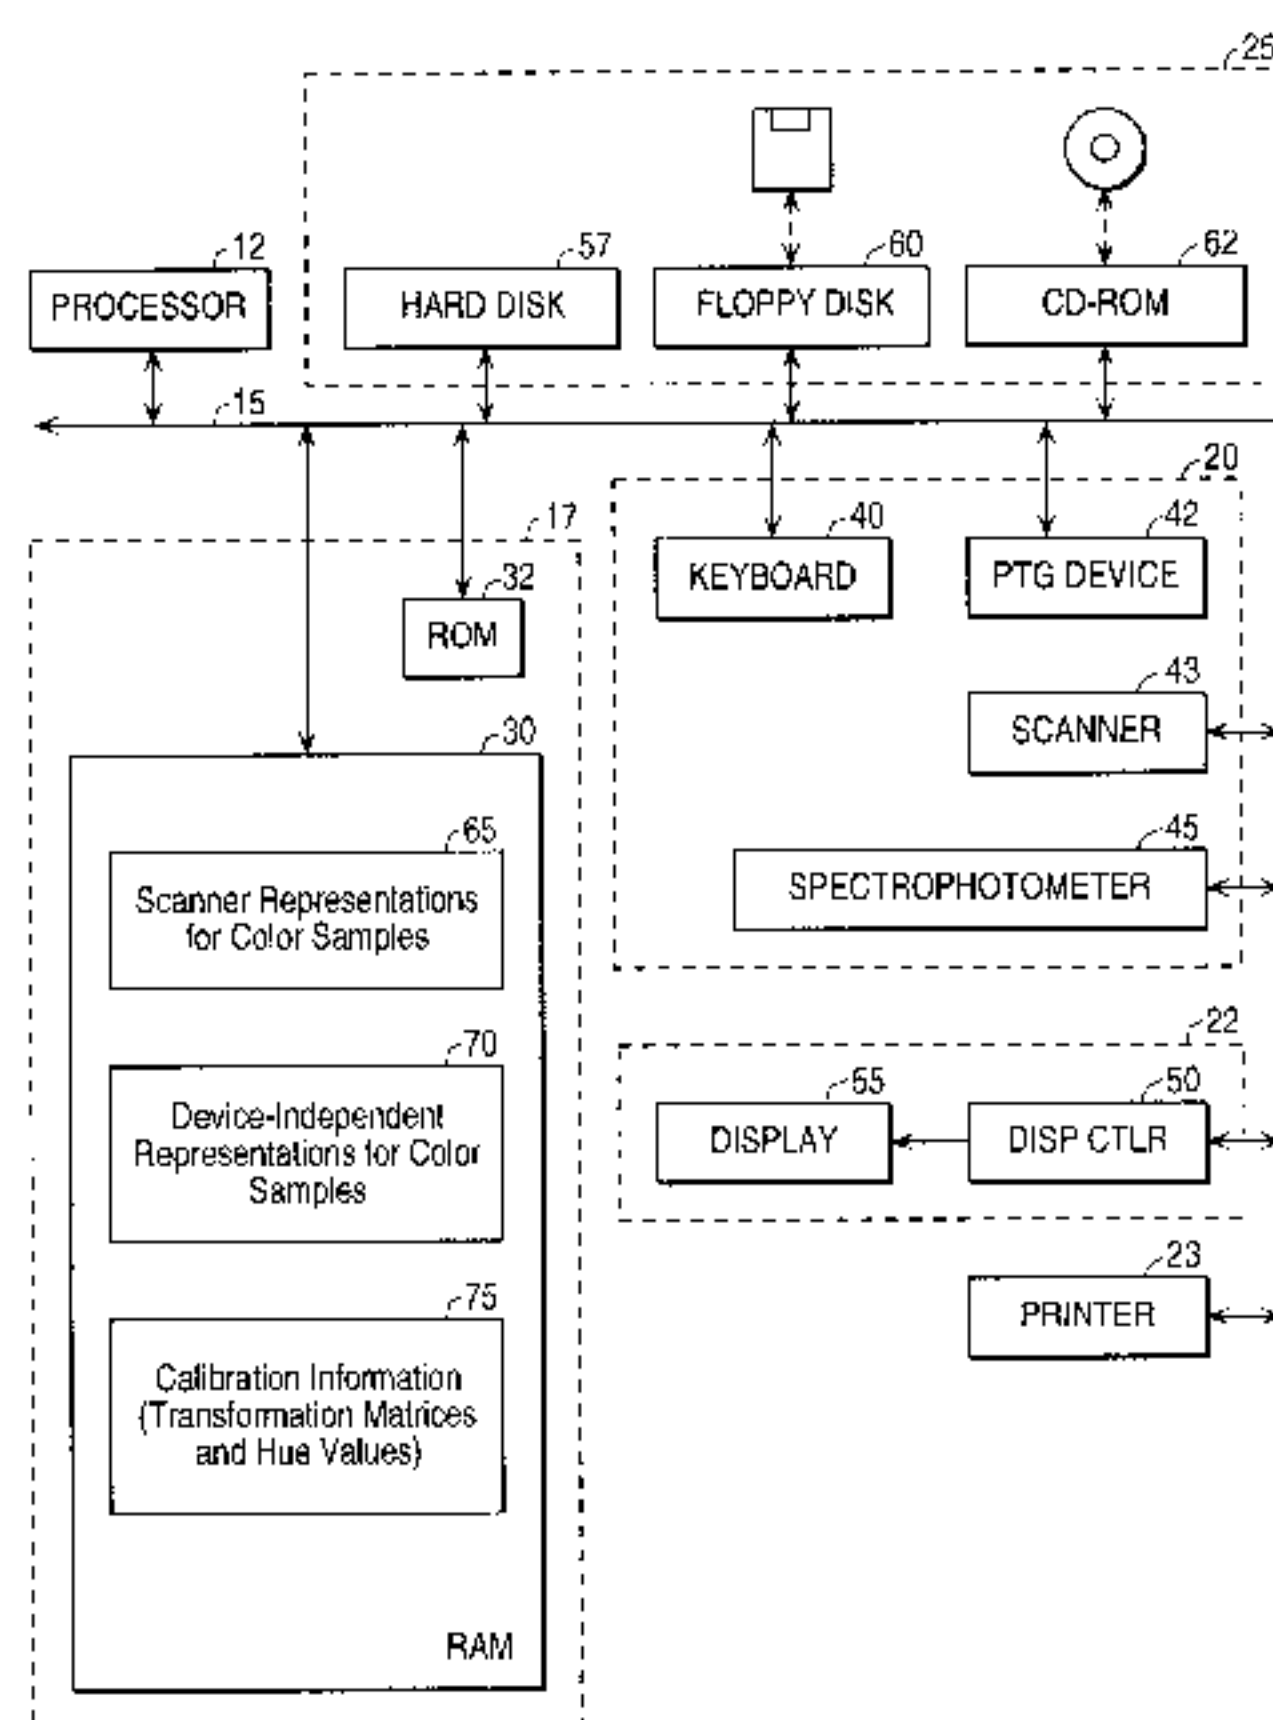 25
12
57
60
62
PROCESSOR
HARD DISK
FLOPPY DISK
CD-ROM
15
20
17
40
42
KEYBOARD
PTG DEVICE
32
ROM
43
SCANNER
30
65
Scanner Representations
for Color Samples
45
SPECTROPHOTOMETER
22
70
Device-Independent
Representations for Color
Samples
55
50
DISPLAY
DISP CTLR
23
PRINTER
75
Calibration Information
(Transformation Matrices
and Hue Values)
RAM